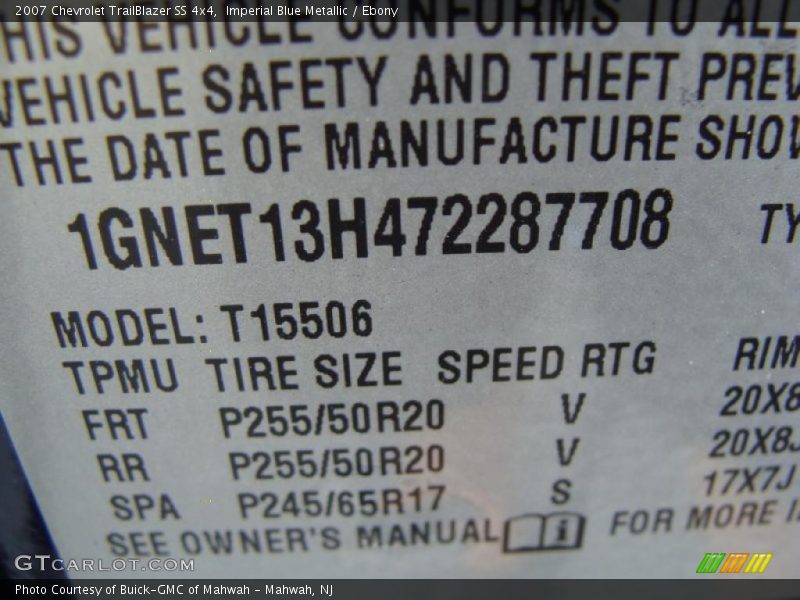 2007 Chevrolet TrailBlazer SS 4x4, Imperial Blue Metallic / Ebony
THIS VEHICLE CONFORMS TO ALL
VEHICLE SAFETY AND THEFT PREV
THE DATE OF MANUFACTURE SHOW
1GNET13H472287708 TY
MODEL: T15506
TPMU TIRE SIZE SPEED RTG RIM
FRT P255/50R20 V 20X8
RR P255/50R20 V 20X8J
SPA P245/65R17 S 17X7J
SEE OWNER'S MANUAL i FOR MORE I
GTCARLOT.COM
Photo Courtesy of Buick-GMC of Mahwah - Mahwah, NJ